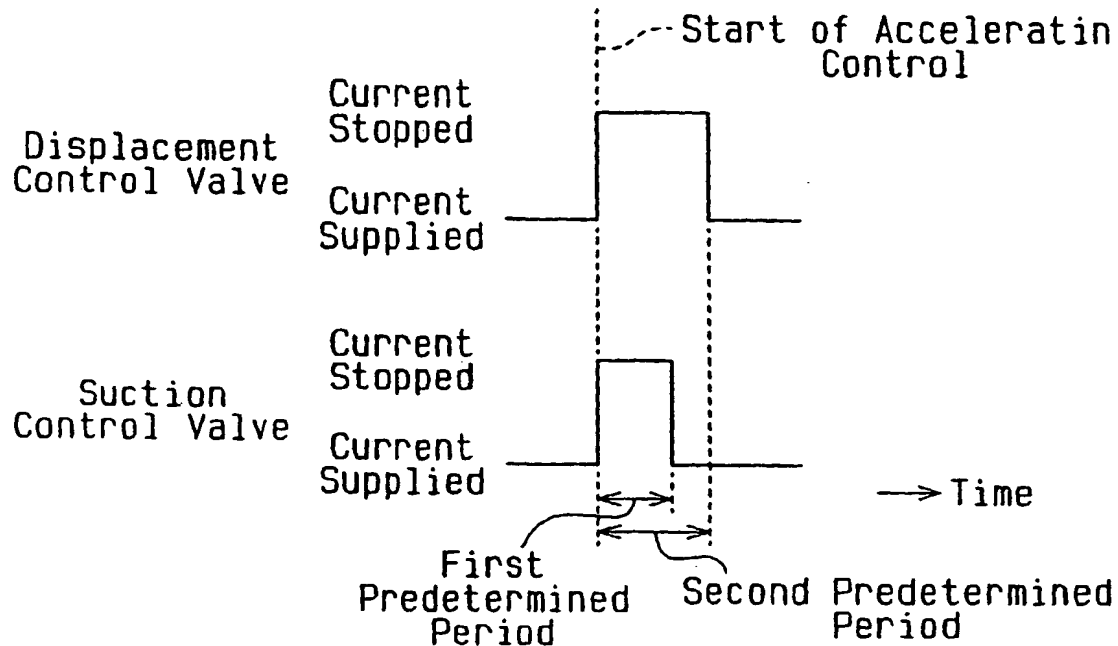 Start of Acceleratin
Control
Current
Stopped
Displacement
Control Valve
Current
Supplied
Current
Stopped
Suction
Control Valve
Current
Supplied
Time
First
Predetermined
Period
Second Predetermined
Period